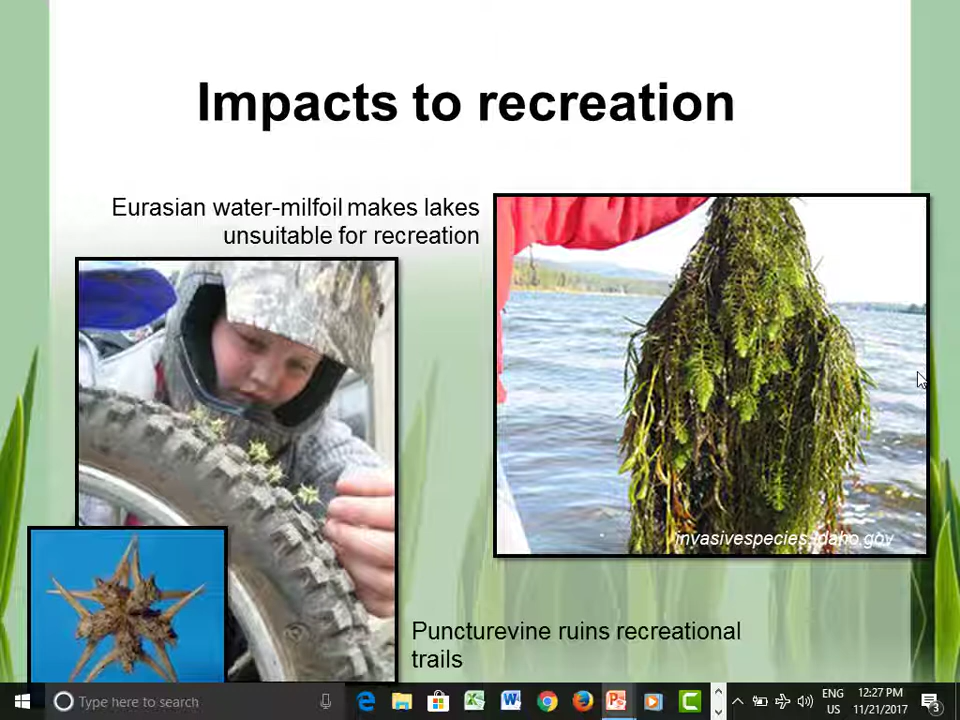 Impacts to recreation
Eurasian water-milfoil makes lakes
unsuitable for recreation
invasivespecies.idaho.gov
Puncturevine ruins recreational
trails
Type here to search
ENG
US
12:27 PM
11/21/2017
3